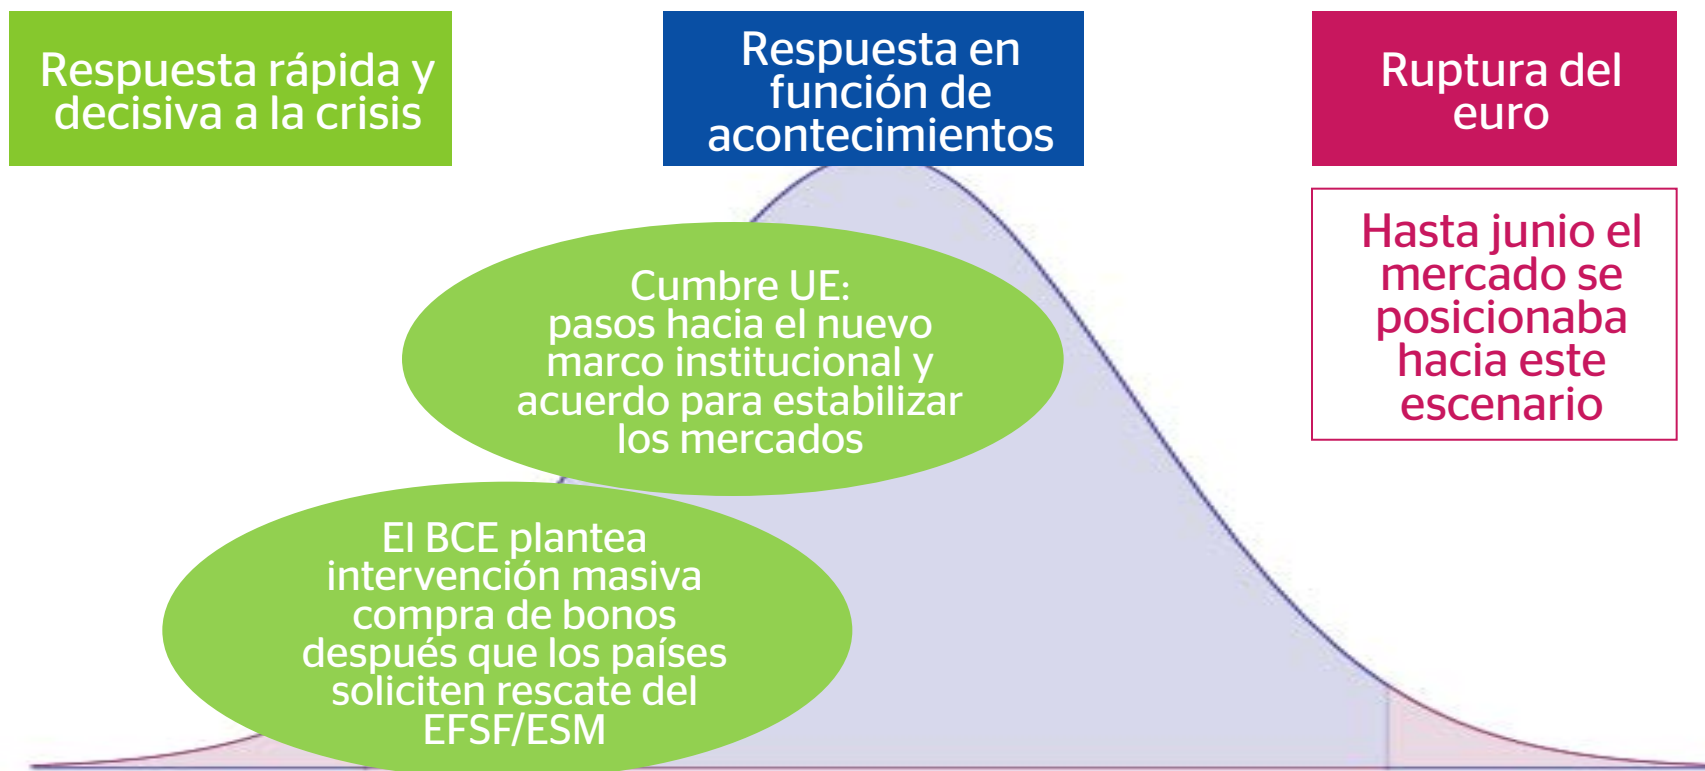 Respuesta rápida y
decisiva a la crisis
Respuesta en
función de
acontecimientos
Ruptura del
euro
Hasta junio el
mercado se
posicionaba
hacia este
escenario
Cumbre UE:
pasos hacia el nuevo
marco institucional y
acuerdo para estabilizar
los mercados
El BCE plantea
intervención masiva
compra de bonos
después que los países
soliciten rescate del
EFSF/ESM